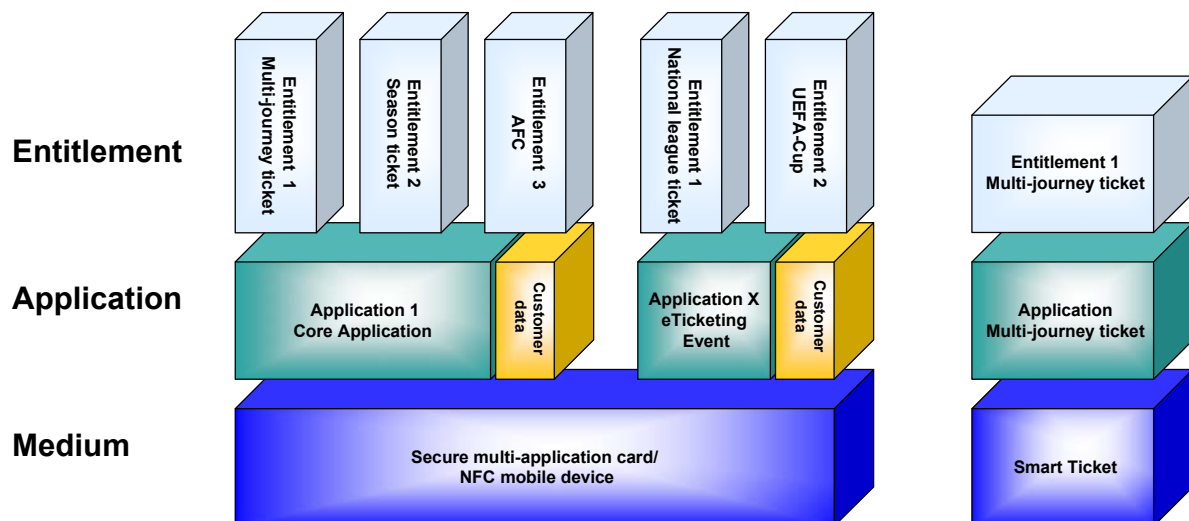 Entitlement
Entitlement 1
Multi-journey ticket
Entitlement 2
Season ticket
Entitlement 3
AFC
Entitlement 1
National league ticket
Entitlement 2
UEFA-Cup
Entitlement 1
Multi-journey ticket
Application
Application 1
Core Application
Customer
data
Application X
eTicketing
Event
Customer
data
Application
Multi-journey ticket
Medium
Secure multi-application card/
NFC mobile device
Smart Ticket